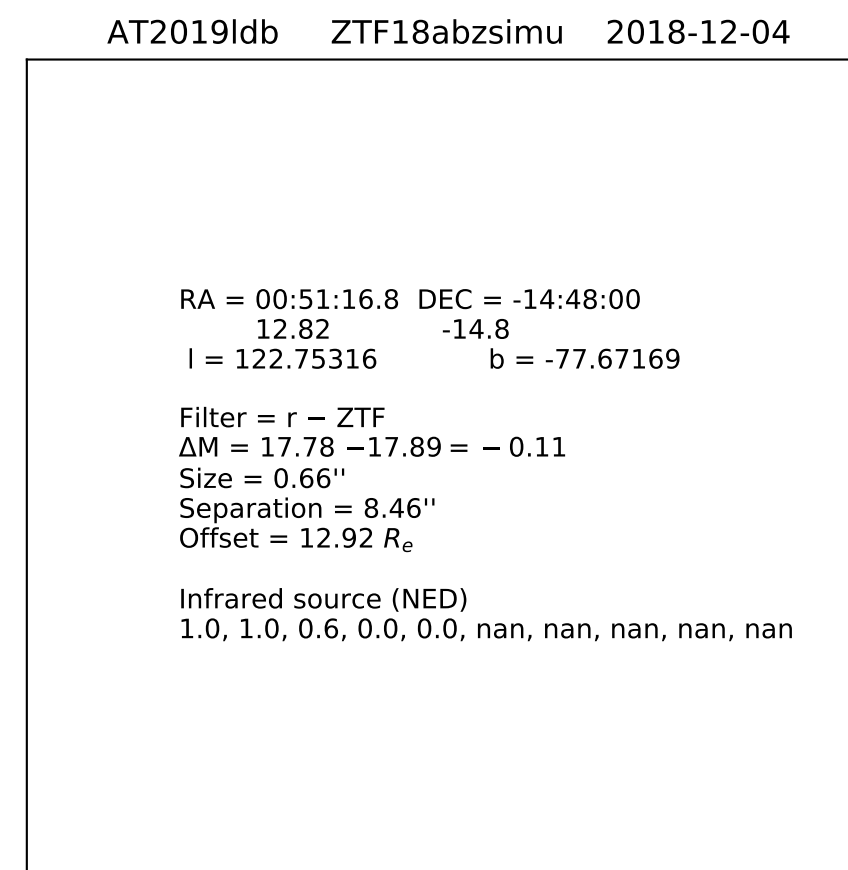 AT2019ldb ZTF18abzsimu 2018-12-04
RA = 00:51:16.8 DEC = -14:48:00
12.82 -14.8
l = 122.75316 b = -77.67169
Filter = r − ZTF
ΔM = 17.78 −17.89 = − 0.11
Size = 0.66''
Separation = 8.46''
Offset = 12.92 Re
Infrared source (NED)
1.0, 1.0, 0.6, 0.0, 0.0, nan, nan, nan, nan, nan